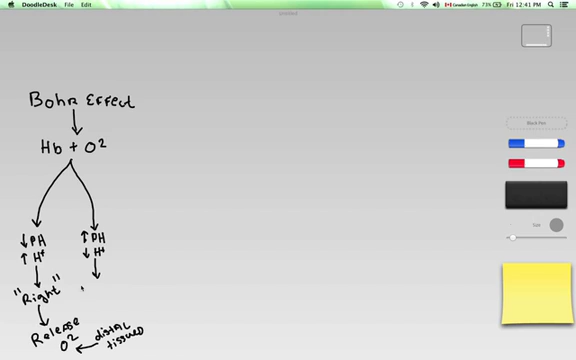 DoodleDesk File Edit
Canadian English 73% Fri 12:41 PM
Untitled
Black Pen
Size
Bohr Effect
Hb + O2
↓ PH
↑ H+
↑ PH
↓ H+
"Right"
Release
O2
distal
tissues